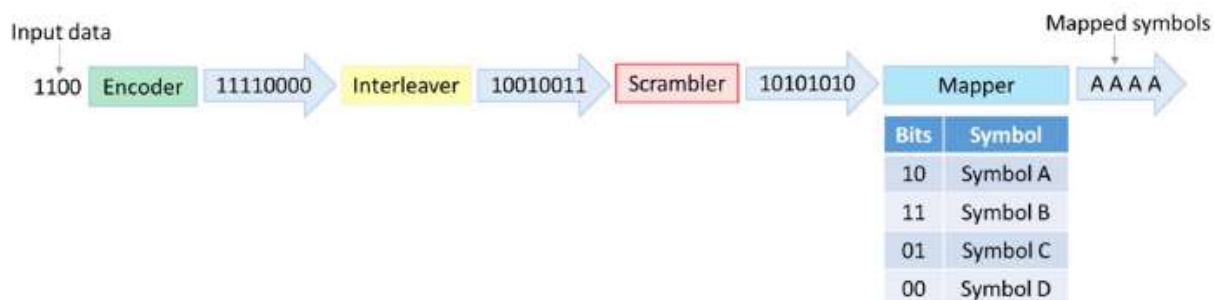 Input data
Mapped symbols
1100 Encoder 11110000 Interleaver 10010011 Scrambler 10101010 Mapper A A A A
Bits Symbol
10 Symbol A
11 Symbol B
01 Symbol C
00 Symbol D